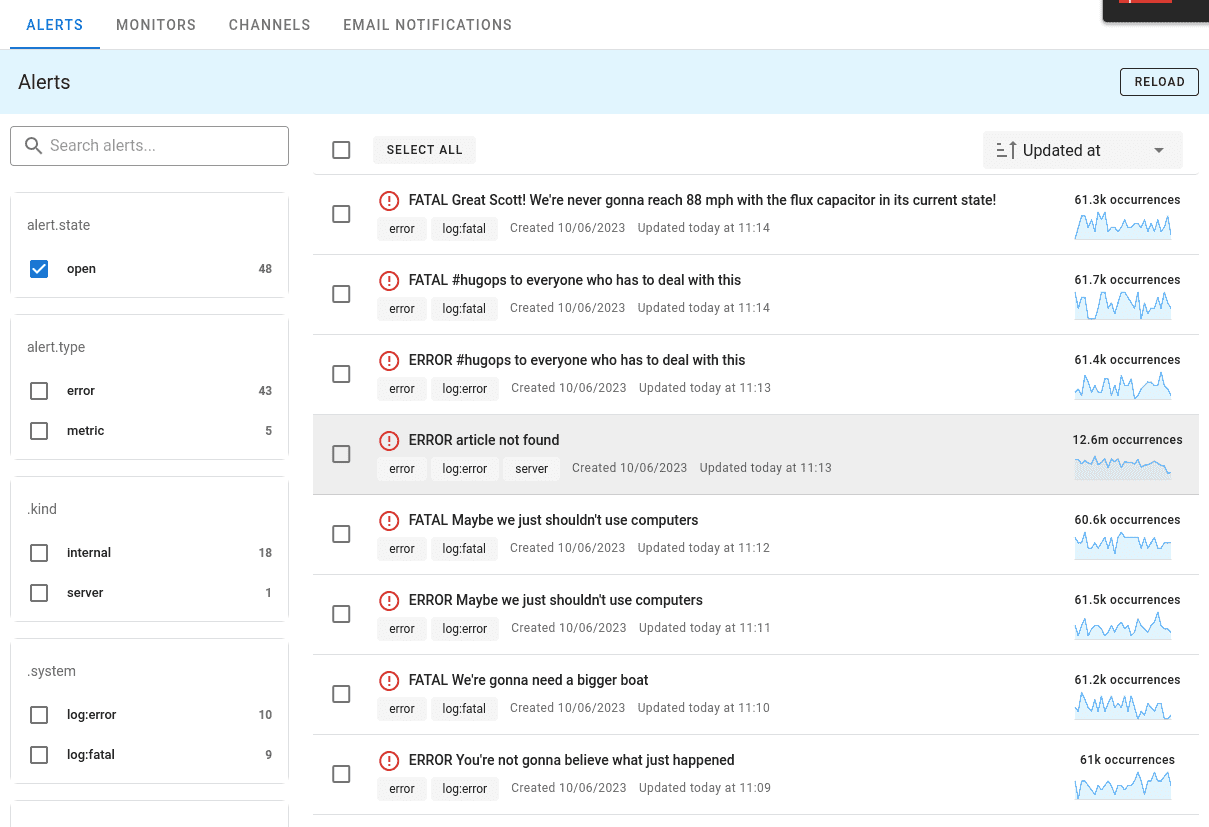 ALERTS MONITORS CHANNELS EMAIL NOTIFICATIONS
Alerts
RELOAD
Search alerts...
alert.state
open 48
alert.type
error 43
metric 5
.kind
internal 18
server 1
.system
log:error 10
log:fatal 9
SELECT ALL
Updated at
FATAL Great Scott! We're never gonna reach 88 mph with the flux capacitor in its current state!
61.3k occurrences
error log:fatal Created 10/06/2023 Updated today at 11:14
FATAL #hugops to everyone who has to deal with this
61.7k occurrences
error log:fatal Created 10/06/2023 Updated today at 11:14
ERROR #hugops to everyone who has to deal with this
61.4k occurrences
error log:error Created 10/06/2023 Updated today at 11:13
ERROR article not found
12.6m occurrences
error log:error server Created 10/06/2023 Updated today at 11:13
FATAL Maybe we just shouldn't use computers
60.6k occurrences
error log:fatal Created 10/06/2023 Updated today at 11:12
ERROR Maybe we just shouldn't use computers
61.5k occurrences
error log:error Created 10/06/2023 Updated today at 11:11
FATAL We're gonna need a bigger boat
61.2k occurrences
error log:fatal Created 10/06/2023 Updated today at 11:10
ERROR You're not gonna believe what just happened
61k occurrences
error log:error Created 10/06/2023 Updated today at 11:09